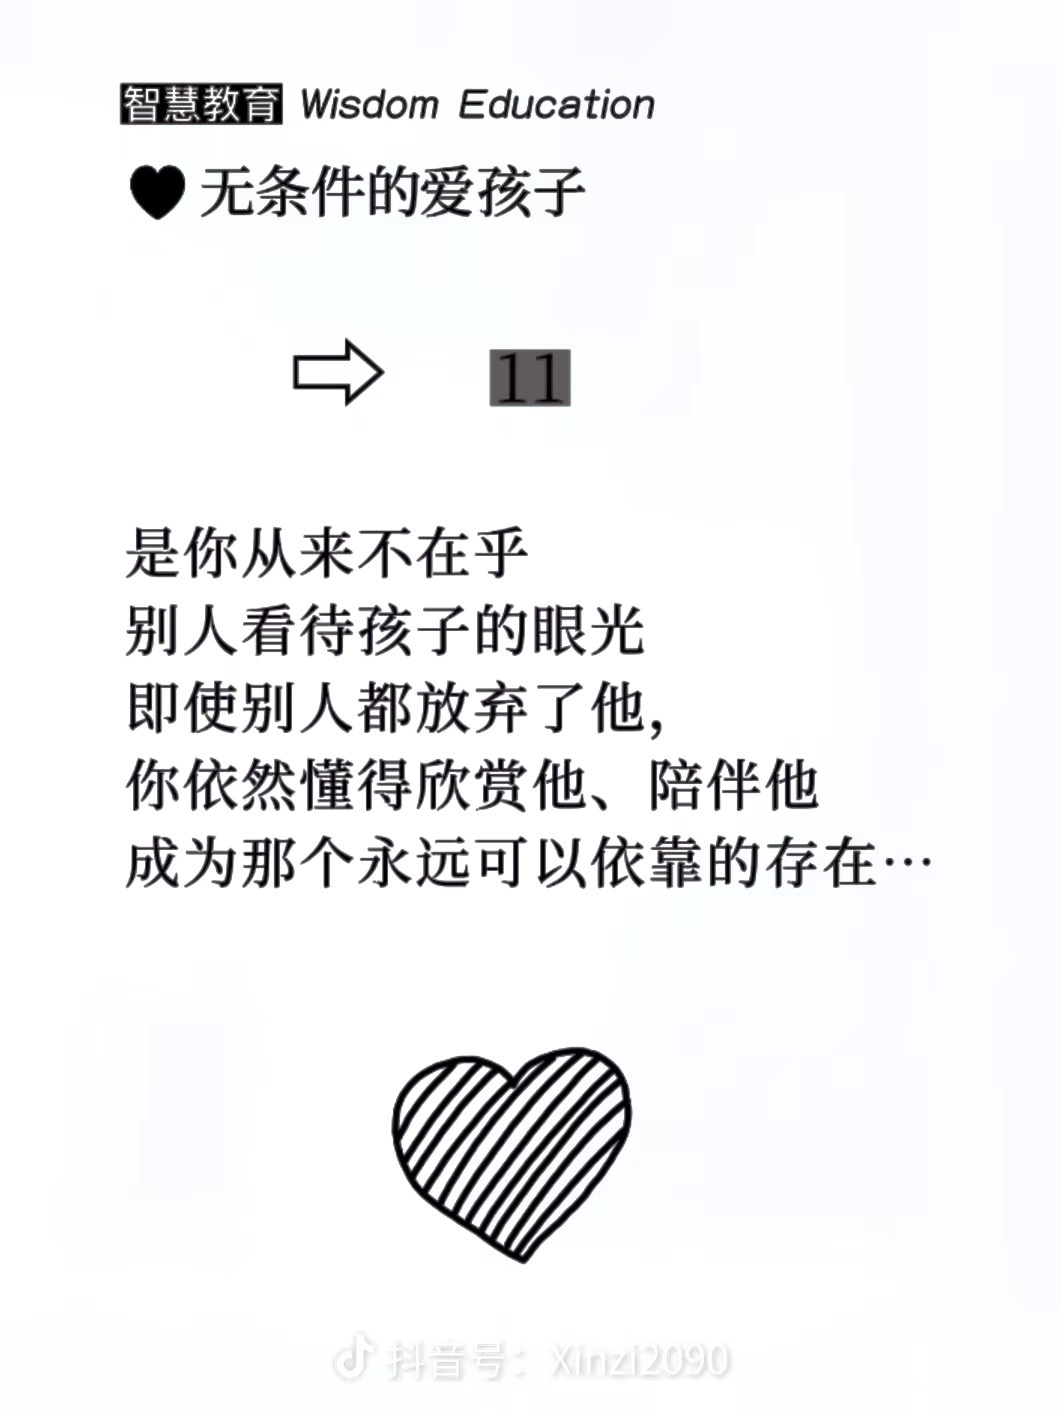 智慧教育 Wisdom Education
无条件的爱孩子
11
是你从来不在乎
别人看待孩子的眼光
即使别人都放弃了他,
你依然懂得欣赏他、陪伴他
成为那个永远可以依靠的存在…
抖音号：Xinzi2090